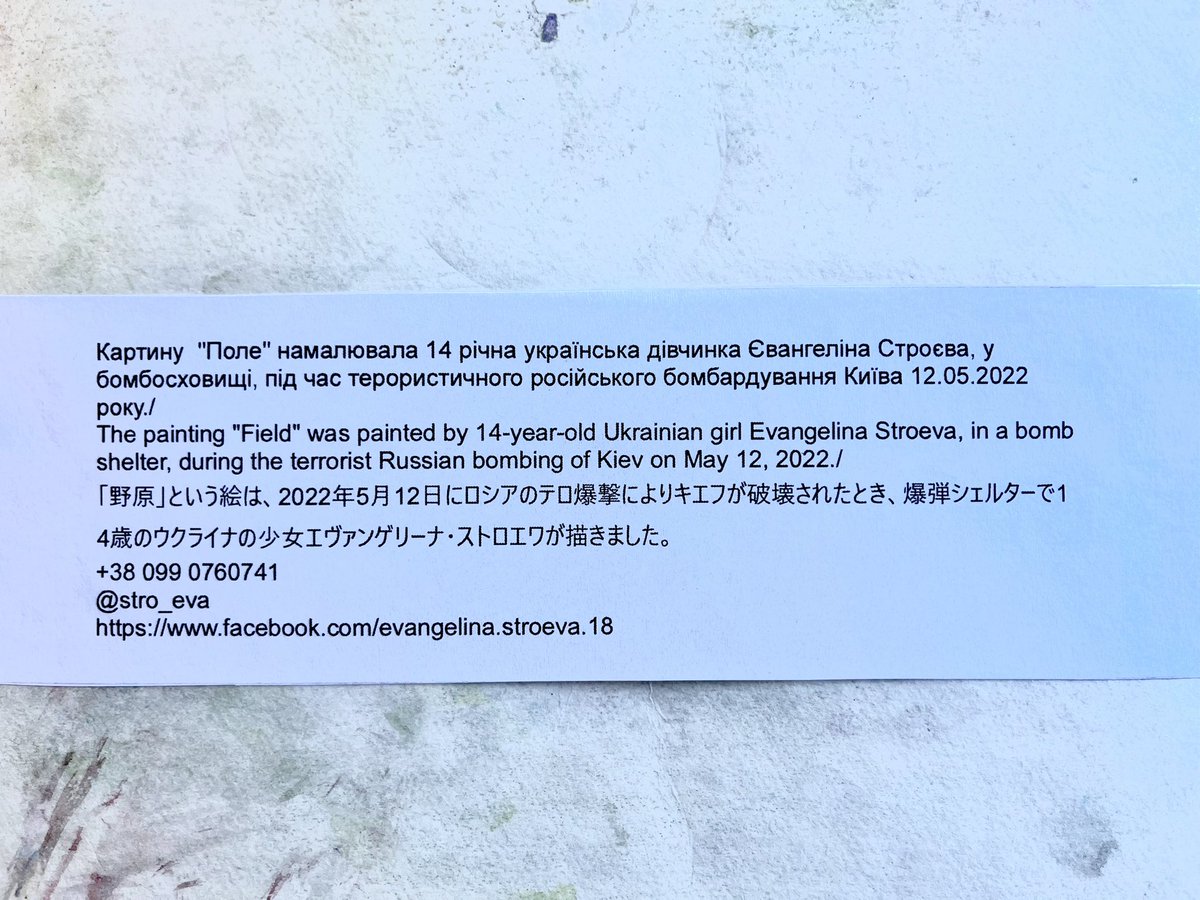 Картину  "Поле" намалювала 14 річна українська дівчинка Євангеліна Строєва, у
бомбосховищі, під час терористичного російського бомбардування Київа 12.05.2022
року./
The painting "Field" was painted by 14-year-old Ukrainian girl Evangelina Stroeva, in a bomb
shelter, during the terrorist Russian bombing of Kiev on May 12, 2022./
「野原」という絵は、2022年5月12日にロシアのテロ爆撃によりキエフが破壊されたとき、爆弾シェルターで1
4歳のウクライナの少女エヴァンゲリーナ・ストロエワが描きました。
+38 099 0760741
@stro_eva
https://www.facebook.com/evangelina.stroeva.18